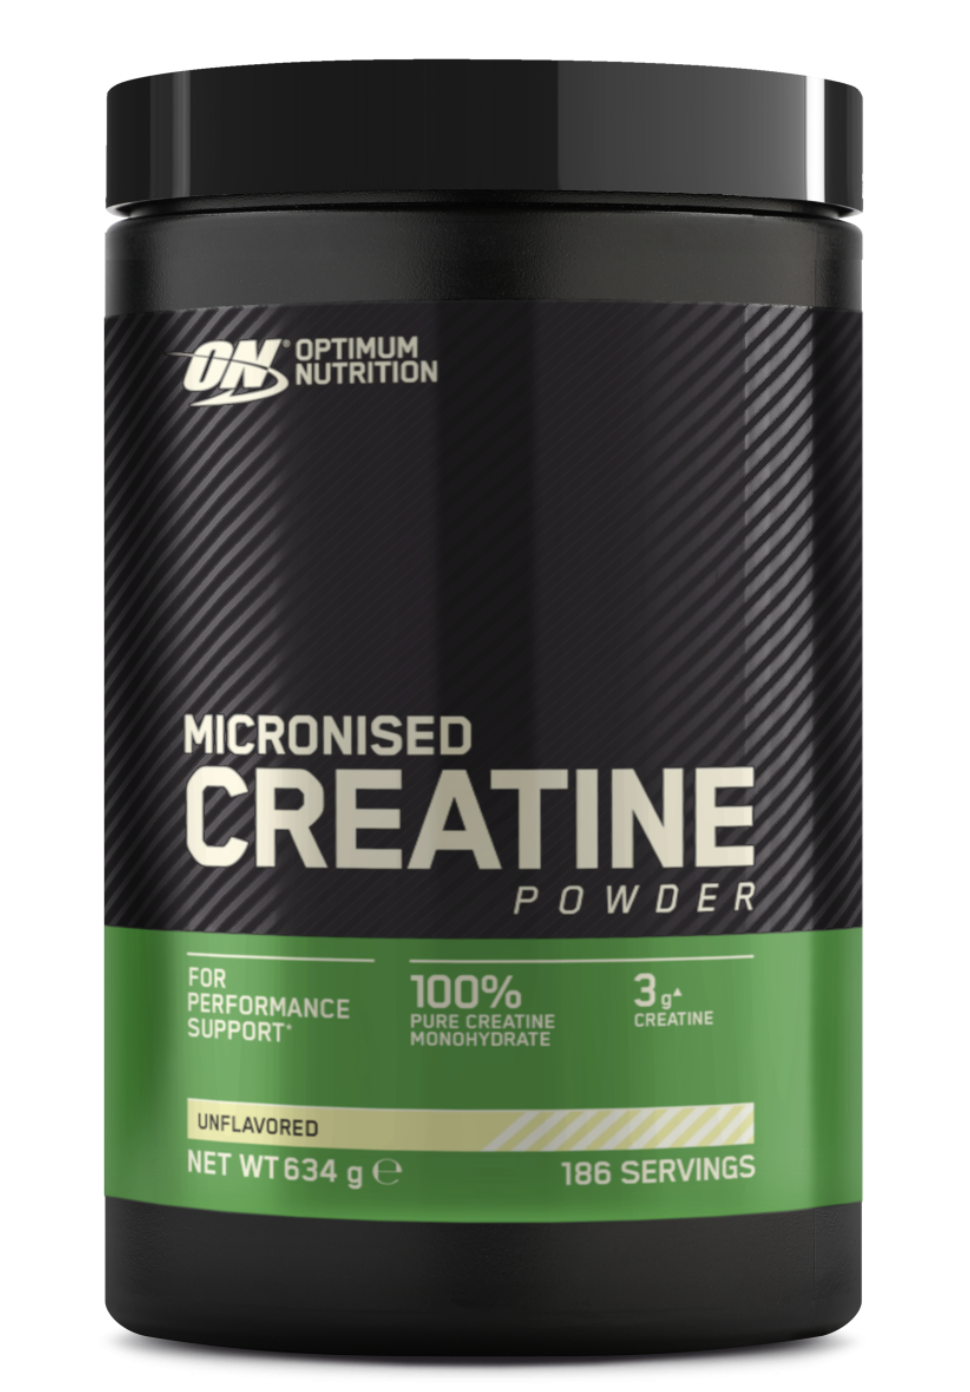 ON® OPTIMUM
NUTRITION
MICRONISED
CREATINE
POWDER
FOR
PERFORMANCE
SUPPORT*
100%
PURE CREATINE
MONOHYDRATE
3 g▲
CREATINE
UNFLAVORED
NET WT 634 g ℮
186 SERVINGS